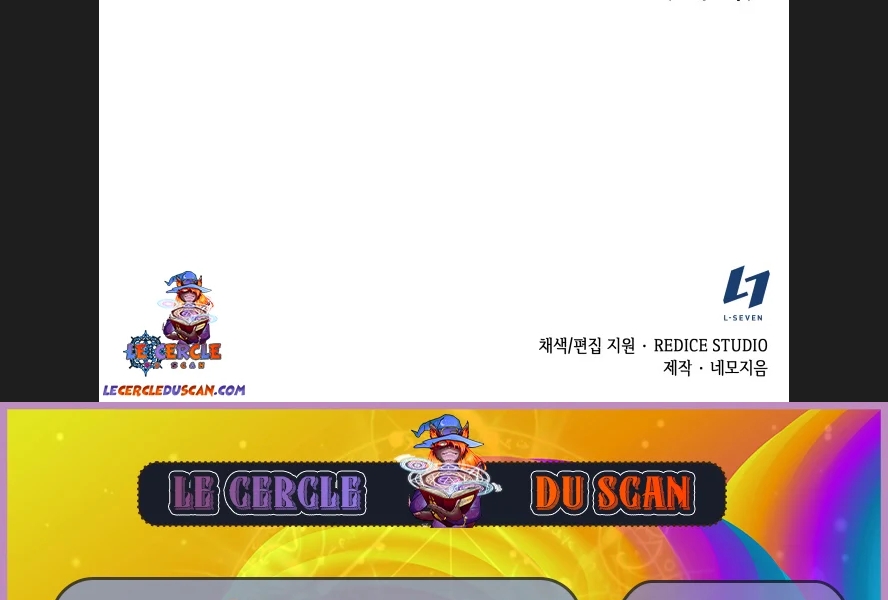 L-SEVEN
채색/편집 지원 · REDICE STUDIO
제작 · 네모지음
LE CERCLE
DU SCAN
LECERCLEDUSCAN.COM
LE CERCLE DU SCAN